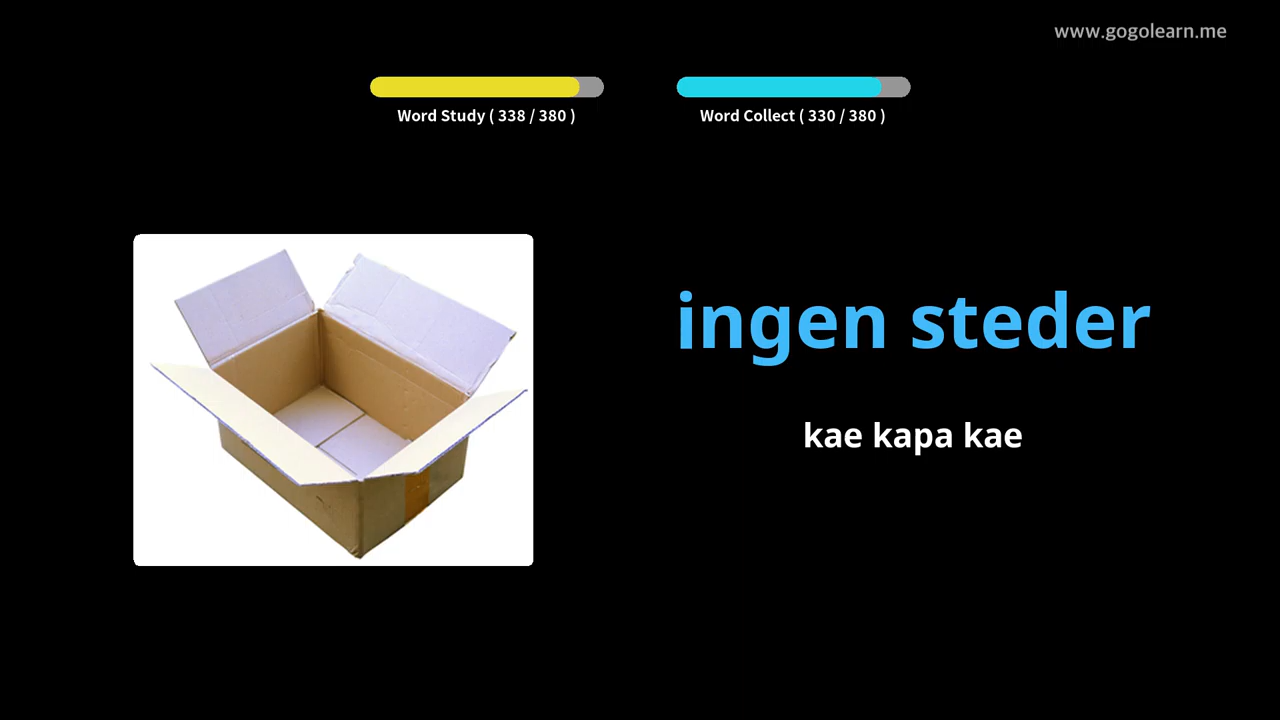 www.gogolearn.me
Word Study ( 338 / 380 )
Word Collect ( 330 / 380 )
ingen steder
kae kapa kae